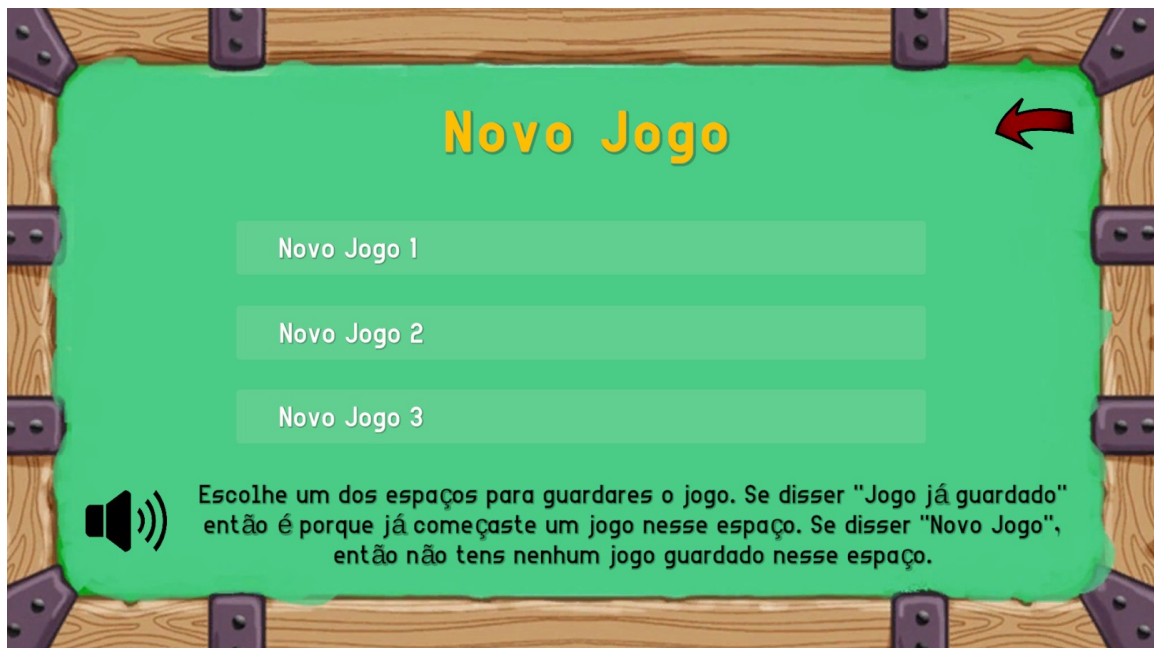 Novo Jogo
Novo Jogo 1
Novo Jogo 2
Novo Jogo 3
Escolhe um dos espaços para guardares o jogo. Se disser "Jogo já guardado"
então é porque já começaste um jogo nesse espaço. Se disser "Novo Jogo",
então não tens nenhum jogo guardado nesse espaço.